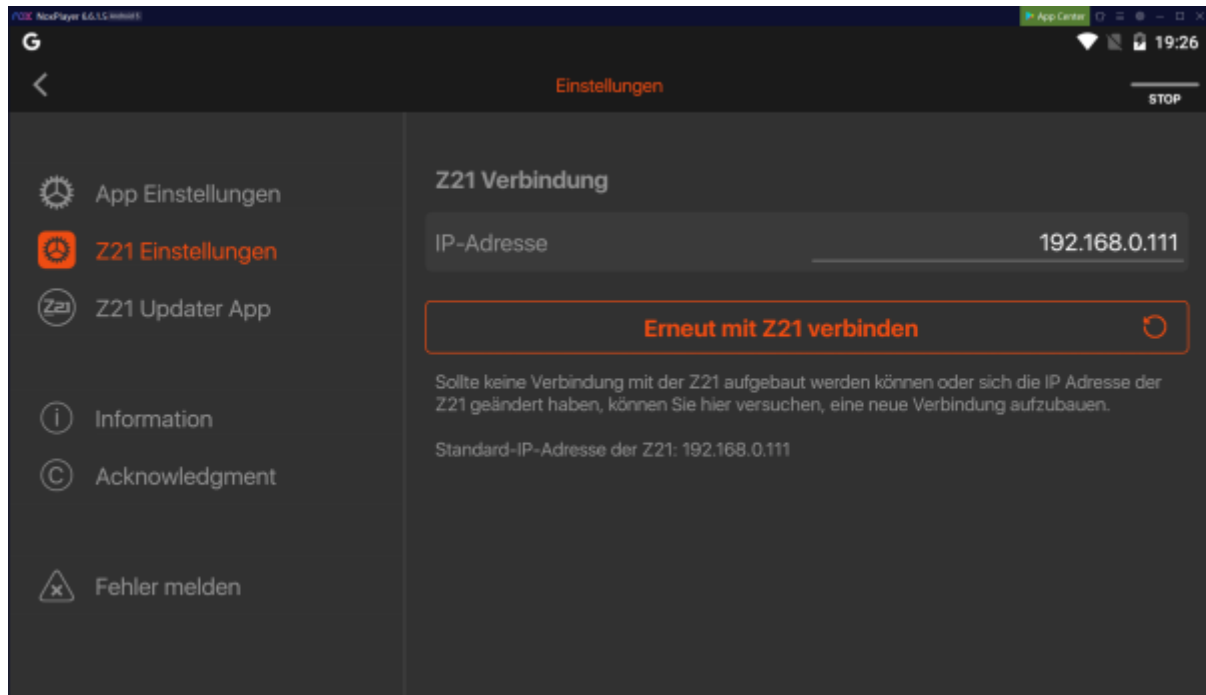 NOX NoxPlayer 6.6.1.5 Android 5
App Center
G
19:26
Einstellungen
STOP
App Einstellungen
Z21 Einstellungen
Z21 Updater App
Information
Acknowledgment
Fehler melden
Z21 Verbindung
IP-Adresse
192.168.0.111
Erneut mit Z21 verbinden
Sollte keine Verbindung mit der Z21 aufgebaut werden können oder sich die IP Adresse der
Z21 geändert haben, können Sie hier versuchen, eine neue Verbindung aufzubauen.
Standard-IP-Adresse der Z21: 192.168.0.111